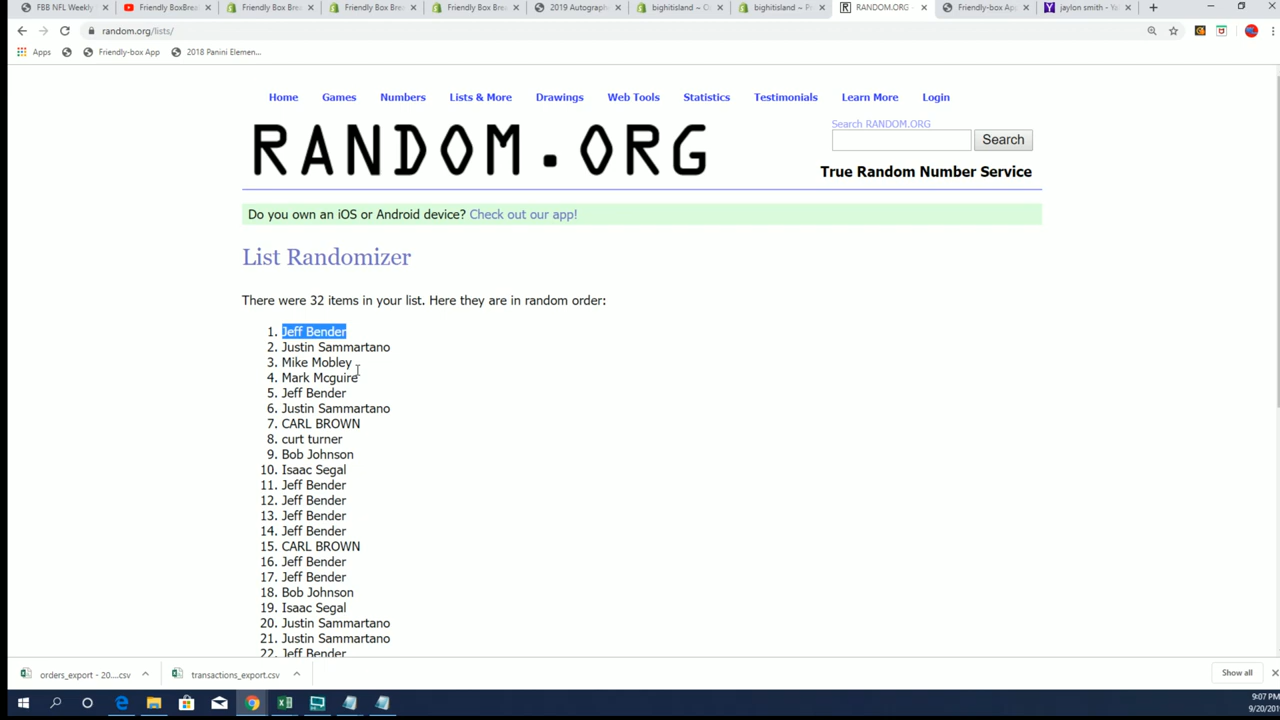 FBB NFL Weekly
Friendly BoxBrea
Friendly Box Brea
Friendly Box Brea
Friendly Box Brea
2019 Autograph
bighitisland ~ O
bighitisland ~ P
RANDOM.ORG -
Friendly-box Ap
jaylon smith - Ya
random.org/lists/
Apps
Friendly-box App
2018 Panini Elemen...
Home
Games
Numbers
Lists & More
Drawings
Web Tools
Statistics
Testimonials
Learn More
Login
RANDOM.ORG
Search RANDOM.ORG
Search
True Random Number Service
Do you own an iOS or Android device? Check out our app!
List Randomizer
There were 32 items in your list. Here they are in random order:
1. Jeff Bender
2. Justin Sammartano
3. Mike Mobley
4. Mark Mcguire
5. Jeff Bender
6. Justin Sammartano
7. CARL BROWN
8. curt turner
9. Bob Johnson
10. Isaac Segal
11. Jeff Bender
12. Jeff Bender
13. Jeff Bender
14. Jeff Bender
15. CARL BROWN
16. Jeff Bender
17. Jeff Bender
18. Bob Johnson
19. Isaac Segal
20. Justin Sammartano
21. Justin Sammartano
22. Jeff Bender
orders_export - 20....csv
transactions_export.csv
Show all
9:07 PM
9/20/201